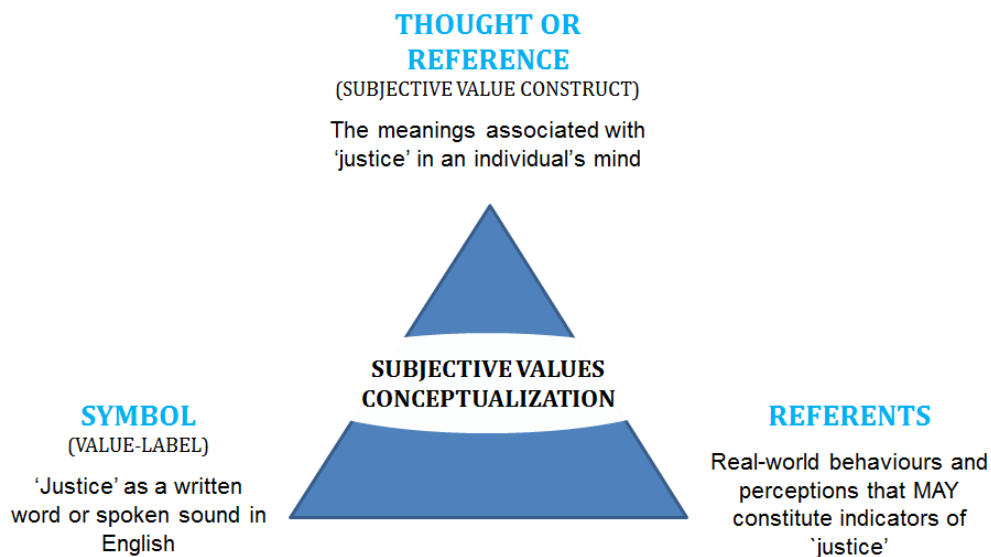 THOUGHT OR
REFERENCE
(SUBJECTIVE VALUE CONSTRUCT)
The meanings associated with
‘justice’ in an individual’s mind
SUBJECTIVE VALUES
CONCEPTUALIZATION
SYMBOL
(VALUE-LABEL)
‘Justice’ as a written
word or spoken sound in
English
REFERENTS
Real-world behaviours and
perceptions that MAY
constitute indicators of
`justice’